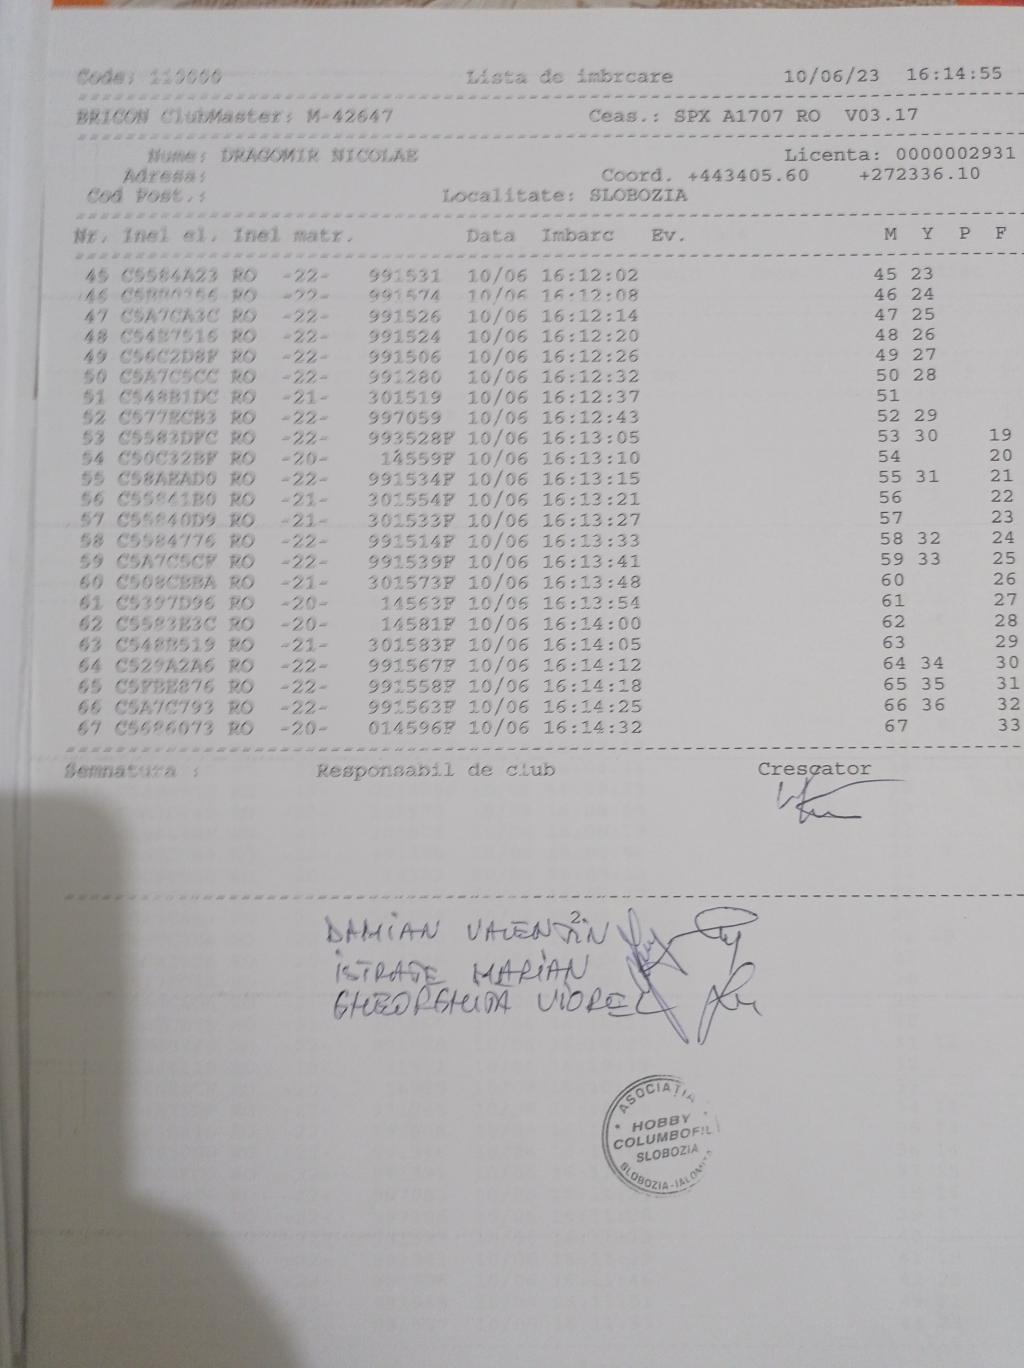 Code: 110000 Lista de imbrcare 10/06/23 16:14:55
BRICON ClubMaster: M-42647 Ceas.: SPX A1707 RO V03.17
Nume: DRAGOMIR NICOLAE Licenta: 0000002931
Adresa: Coord. +443405.60 +272336.10
Cod Post.: Localitate: SLOBOZIA
Nr. Inel el. Inel matr. Data Imbarc Ev. M Y P F
45 C5584A23 RO -22- 991531 10/06 16:12:02 45 23
46 RO -22- 991574 10/06 16:12:08 46 24
47 C5A7CA3C RO -22- 991526 10/06 16:12:14 47 25
48 C54B7516 RO -22- 991524 10/06 16:12:20 48 26
49 C56C2D8F RO -22- 991506 10/06 16:12:26 49 27
50 C5A7C5CC RO -22- 991280 10/06 16:12:32 50 28
51 C548B1DC RO -21- 301519 10/06 16:12:37 51
52 C577ECB3 RO -22- 997059 10/06 16:12:43 52 29
53 C5583DFC RO -22- 993528F 10/06 16:13:05 53 30 19
54 C50C32BF RO -20- 14559F 10/06 16:13:10 54 20
55 C58AEAD0 RO -22- 991534F 10/06 16:13:15 55 31 21
56 C55841B0 RO -21- 301554F 10/06 16:13:21 56 22
57 C55840D9 RO -21- 301533F 10/06 16:13:27 57 23
58 C5584776 RO -22- 991514F 10/06 16:13:33 58 32 24
59 C5A7C5CF RO -22- 991539F 10/06 16:13:41 59 33 25
60 C508CBBA RO -21- 301573F 10/06 16:13:48 60 26
61 C5397D96 RO -20- 14563F 10/06 16:13:54 61 27
62 C5583E3C RO -20- 14581F 10/06 16:14:00 62 28
63 C548B519 RO -21- 301583F 10/06 16:14:05 63 29
64 C529A2A6 RO -22- 991567F 10/06 16:14:12 64 34 30
65 C5FBE876 RO -22- 991558F 10/06 16:14:18 65 35 31
66 C5A7C793 RO -22- 991563F 10/06 16:14:25 66 36 32
67 C5686073 RO -20- 014596F 10/06 16:14:32 67 33
Semnatura : Responsabil de club Crescator
2.
DAMIAN VALENTIN
ISTRATE MARIAN
GHEORGHITA VIOREL
ASOCIAȚIA
HOBBY
COLUMBOFIL
SLOBOZIA
SLOBOZIA-IALOMIȚA